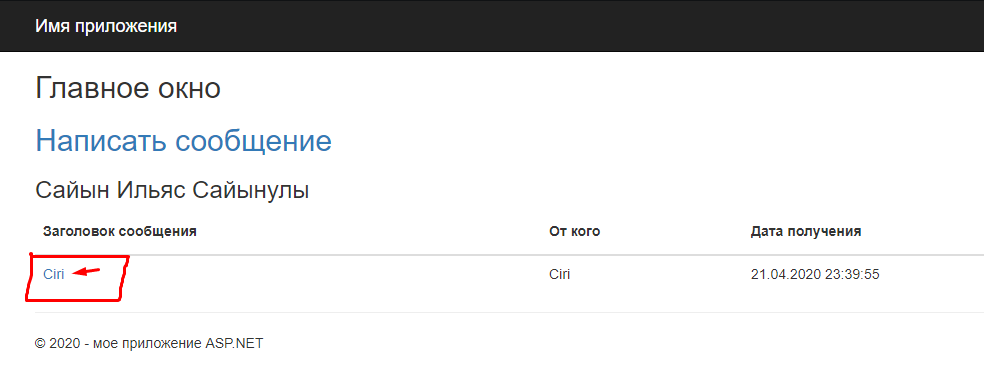 Имя приложения
Главное окно
Написать сообщение
Сайын Ильяс Сайынулы
Заголовок сообщения От кого Дата получения
Ciri Ciri 21.04.2020 23:39:55
© 2020 - мое приложение ASP.NET